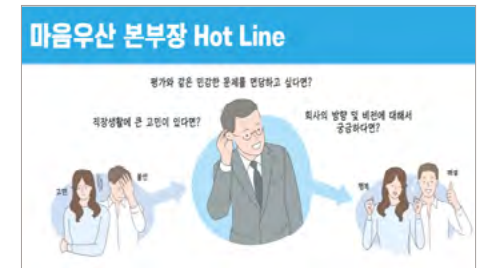 마음우산 본부장 Hot Line
평가와 같은 민감한 문제를 면담하고 싶다면?
직장생활에 큰 고민이 있다면?
회사의 방향 및 비전에 대해서
궁금하다면?
고민
불안
행복